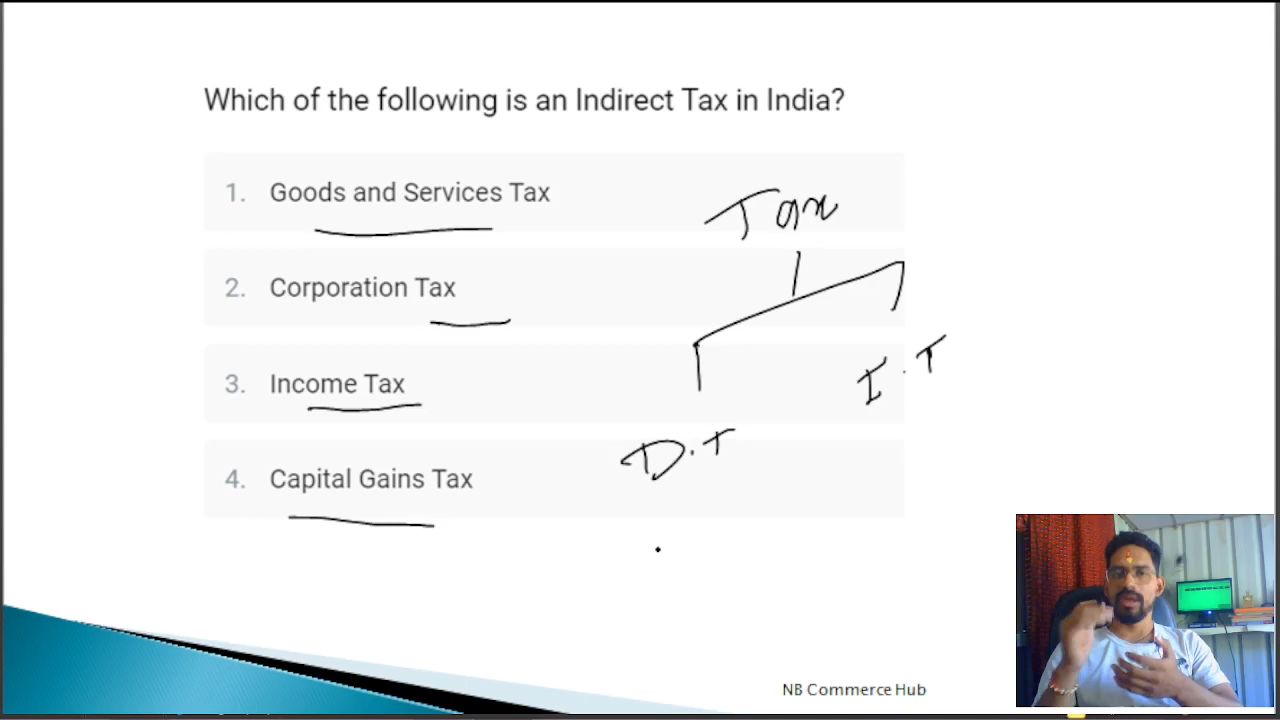 Which of the following is an Indirect Tax in India?
1. Goods and Services Tax
Tax
2. Corporation Tax
I.T
3. Income Tax
D.T
4. Capital Gains Tax
NB Commerce Hub